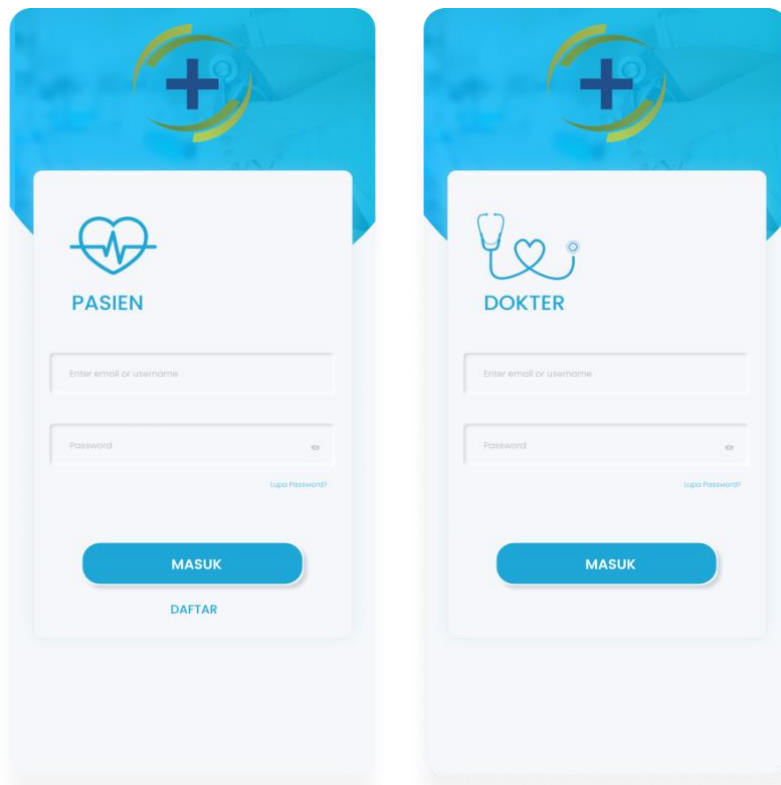 PASIEN
Enter email or username
Password
Lupa Password?
MASUK
DAFTAR
DOKTER
Enter email or username
Password
Lupa Password?
MASUK